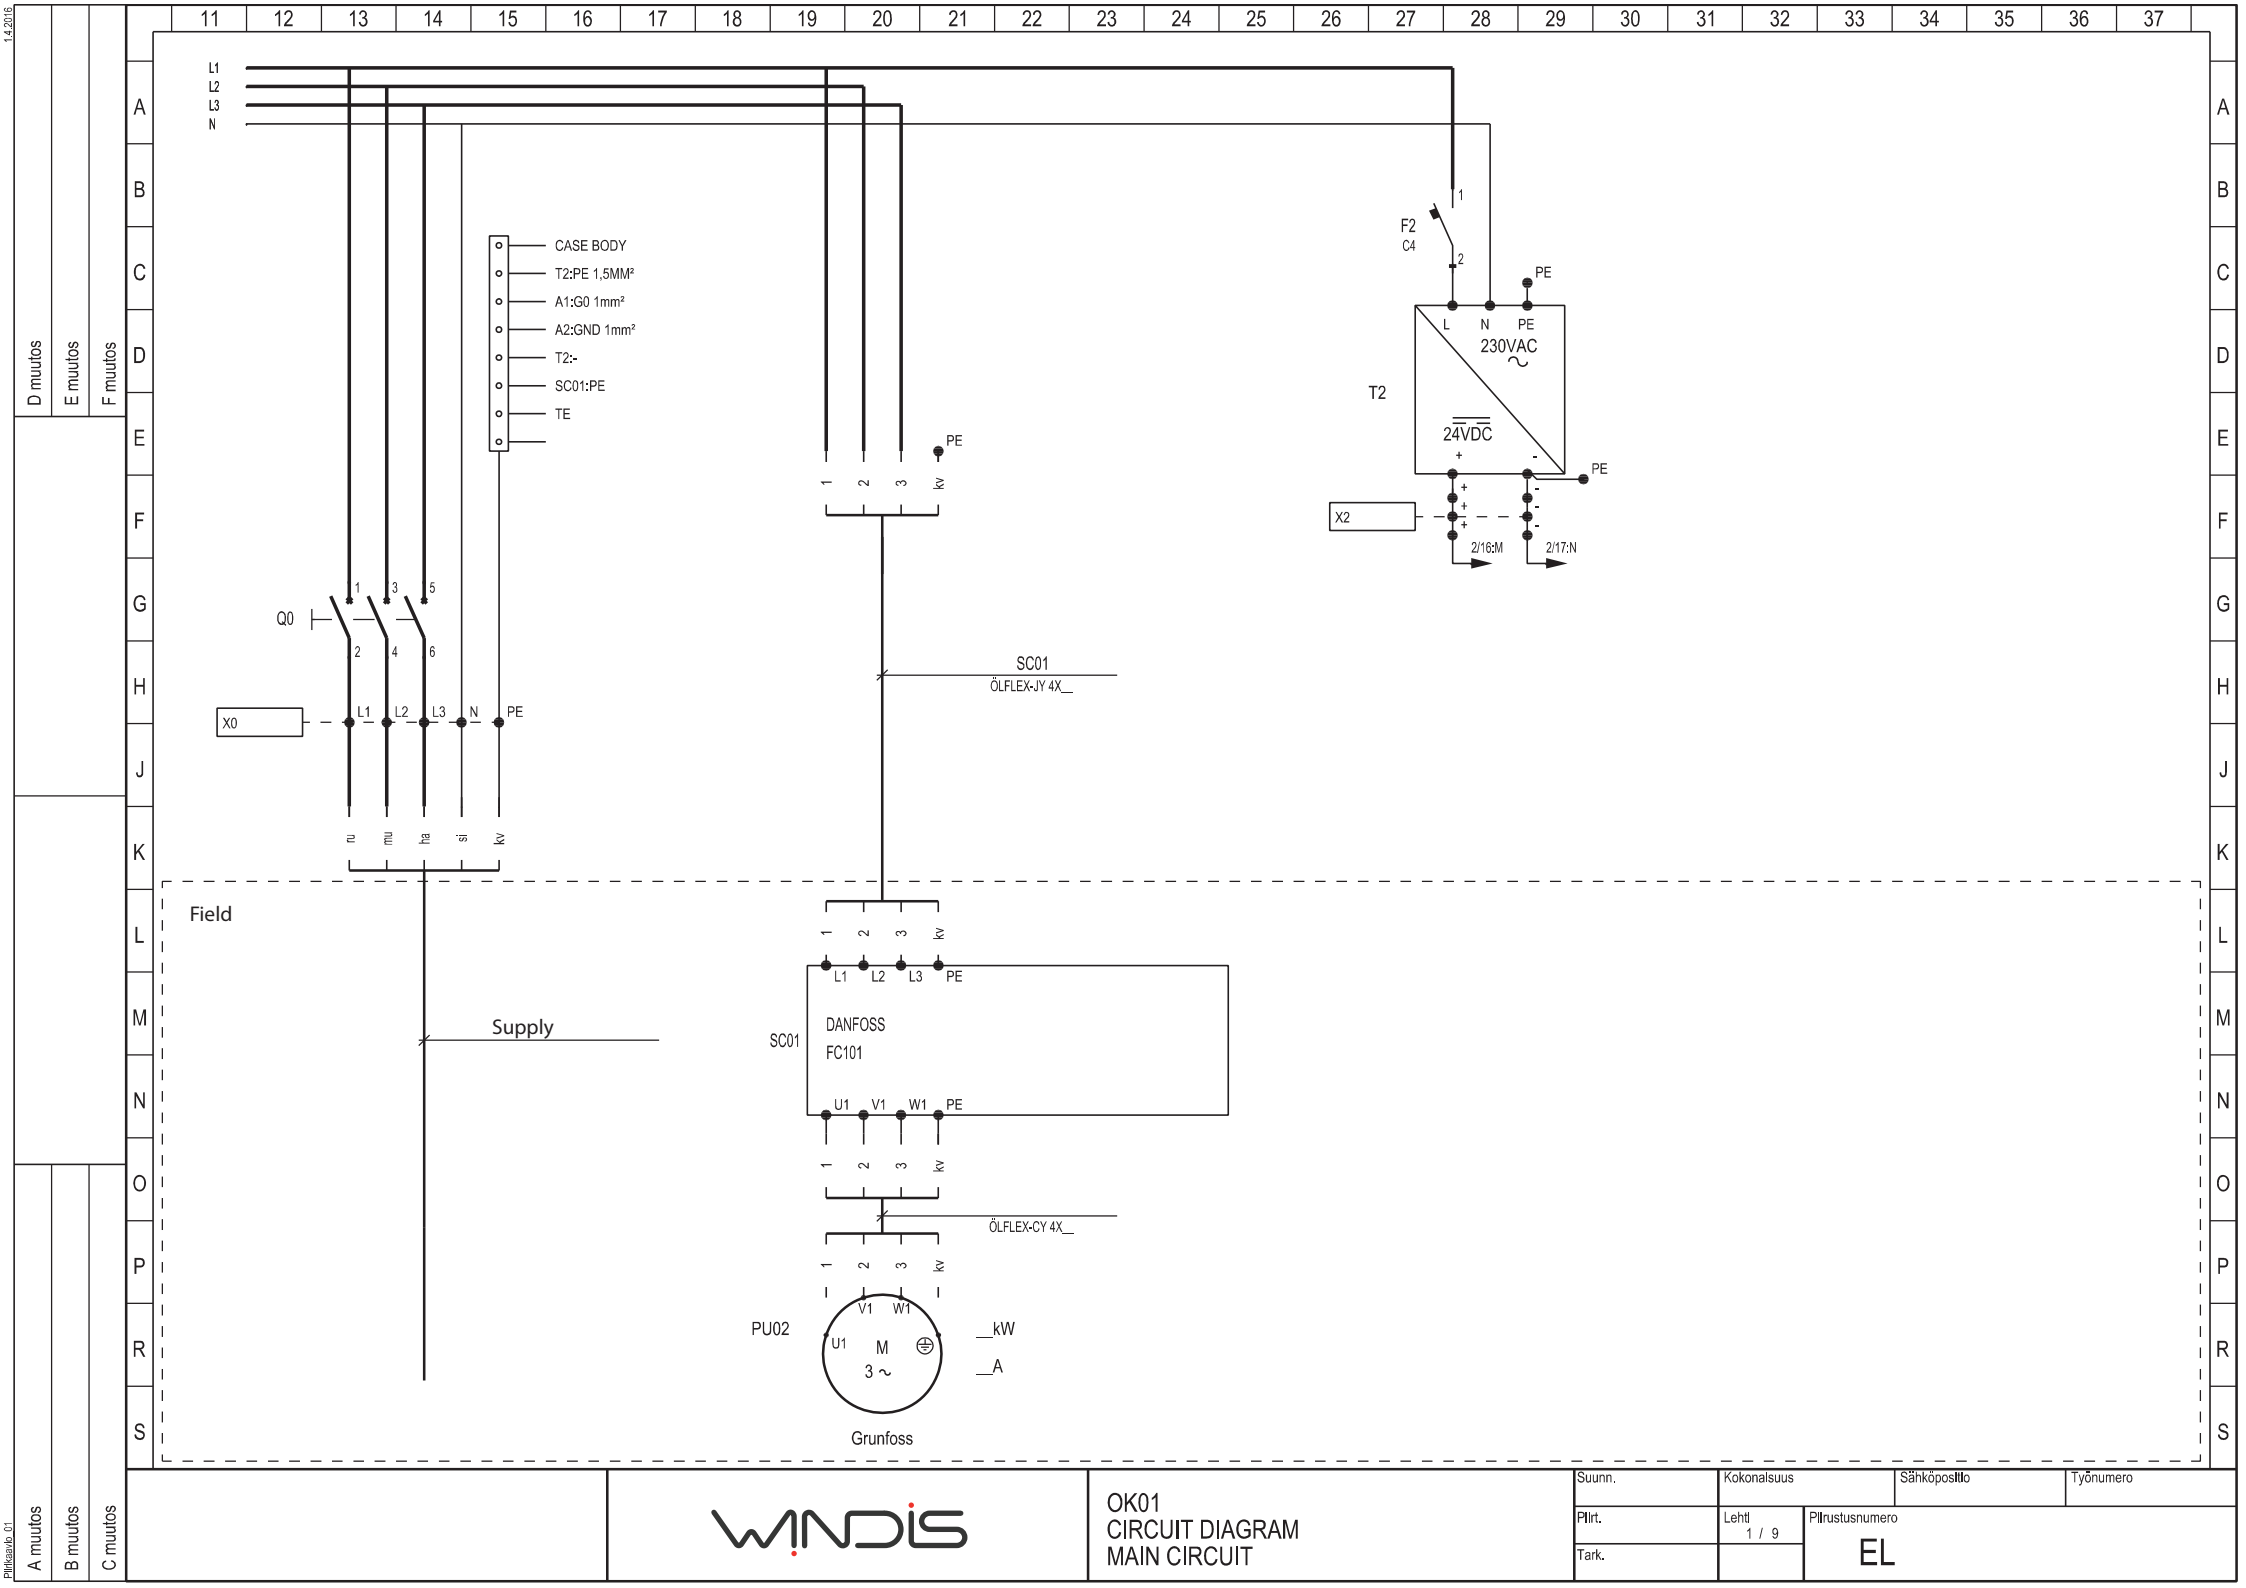 1.4.2016
11 12 13 14 15 16 17 18 19 20 21 22 23 24 25 26 27 28 29 30 31 32 33 34 35 36 37
D muutos
E muutos
F muutos
A muutos
B muutos
C muutos
Piirikaavio_01
A
B
C
D
E
F
G
H
J
K
L
M
N
O
P
R
S
L1
L2
L3
N
CASE BODY
T2:PE 1,5MM²
A1:G0 1mm²
A2:GND 1mm²
T2:-
SC01:PE
TE
Q0
1 3 5
2 4 6
X0
L1 L2 L3 N PE
ru mu ha si kv
PE
1 2 3 kv
SC01
ÖLFLEX-JY 4X__
1
F2
C4
2
PE
L N PE
230VAC
T2
24VDC
+ -
PE
+ -
X2
+ -
+ -
2/16:M 2/17:N
Field
Supply
1 2 3 kv
L1 L2 L3 PE
SC01
DANFOSS
FC101
U1 V1 W1 PE
1 2 3 kv
ÖLFLEX-CY 4X__
1 2 3 kv
V1 W1
PU02
U1
M
3 ~
__kW
__A
Grunfoss
A
B
C
D
E
F
G
H
J
K
L
M
N
O
P
R
S
WINDIS
OK01
CIRCUIT DIAGRAM
MAIN CIRCUIT
Suunn.
Piirt.
Tark.
Kokonaisuus
Sähköpositio
Työnumero
Lehti
1 / 9
Piirustusnumero
EL